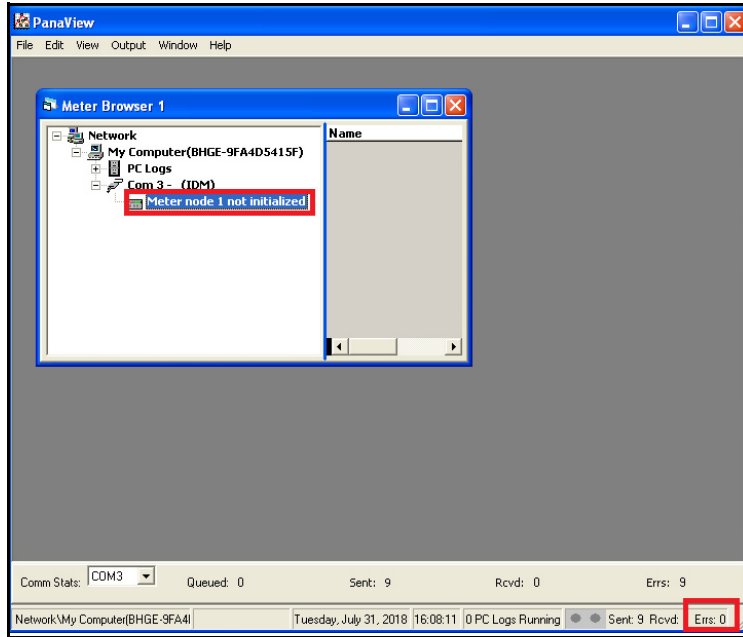 PanaView
File Edit View Output Window Help
Meter Browser 1
Network
My Computer(BHGE-9FA4D5415F)
PC Logs
Com 3 - (IDM)
Meter node 1 not initialized
Name
Comm Stats: COM3 Queued: 0 Sent: 9 Rcvd: 0 Errs: 9
Network\My Computer(BHGE-9FA4I Tuesday, July 31, 2018 16:08:11 0 PC Logs Running Sent: 9 Rcvd: Errs: 0